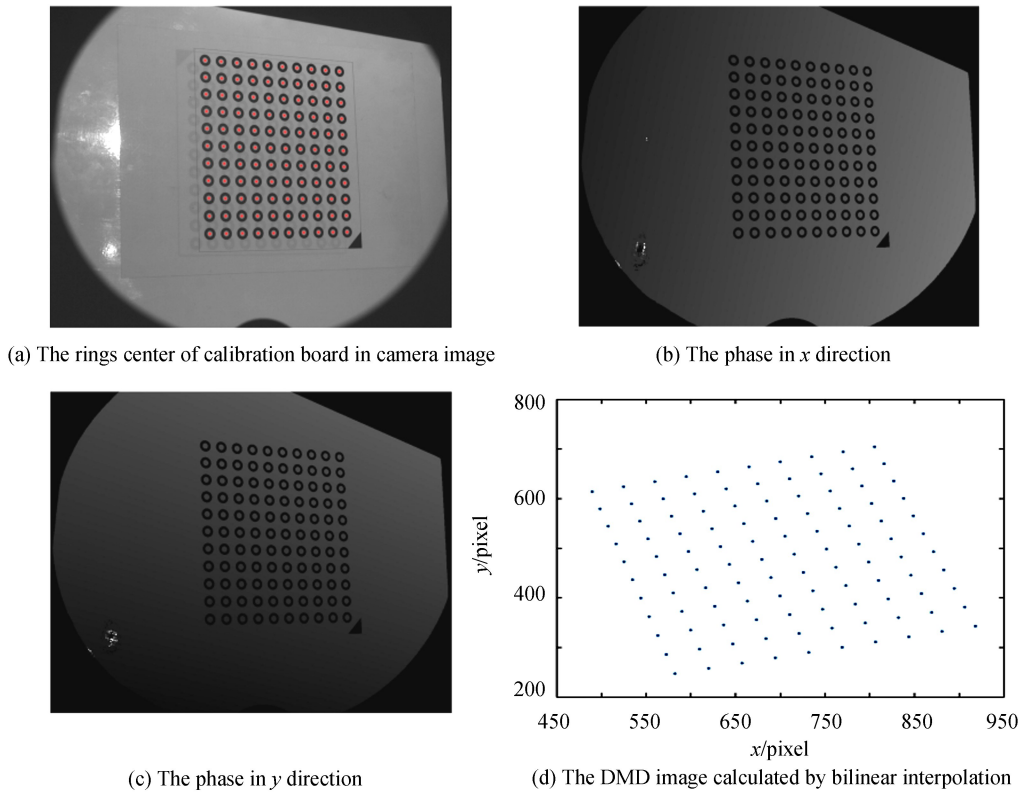 (a) The rings center of calibration board in camera image
(b) The phase in x direction
(c) The phase in y direction
800
600
400
200
y/pixel
450 550 650 750 850 950
x/pixel
(d) The DMD image calculated by bilinear interpolation